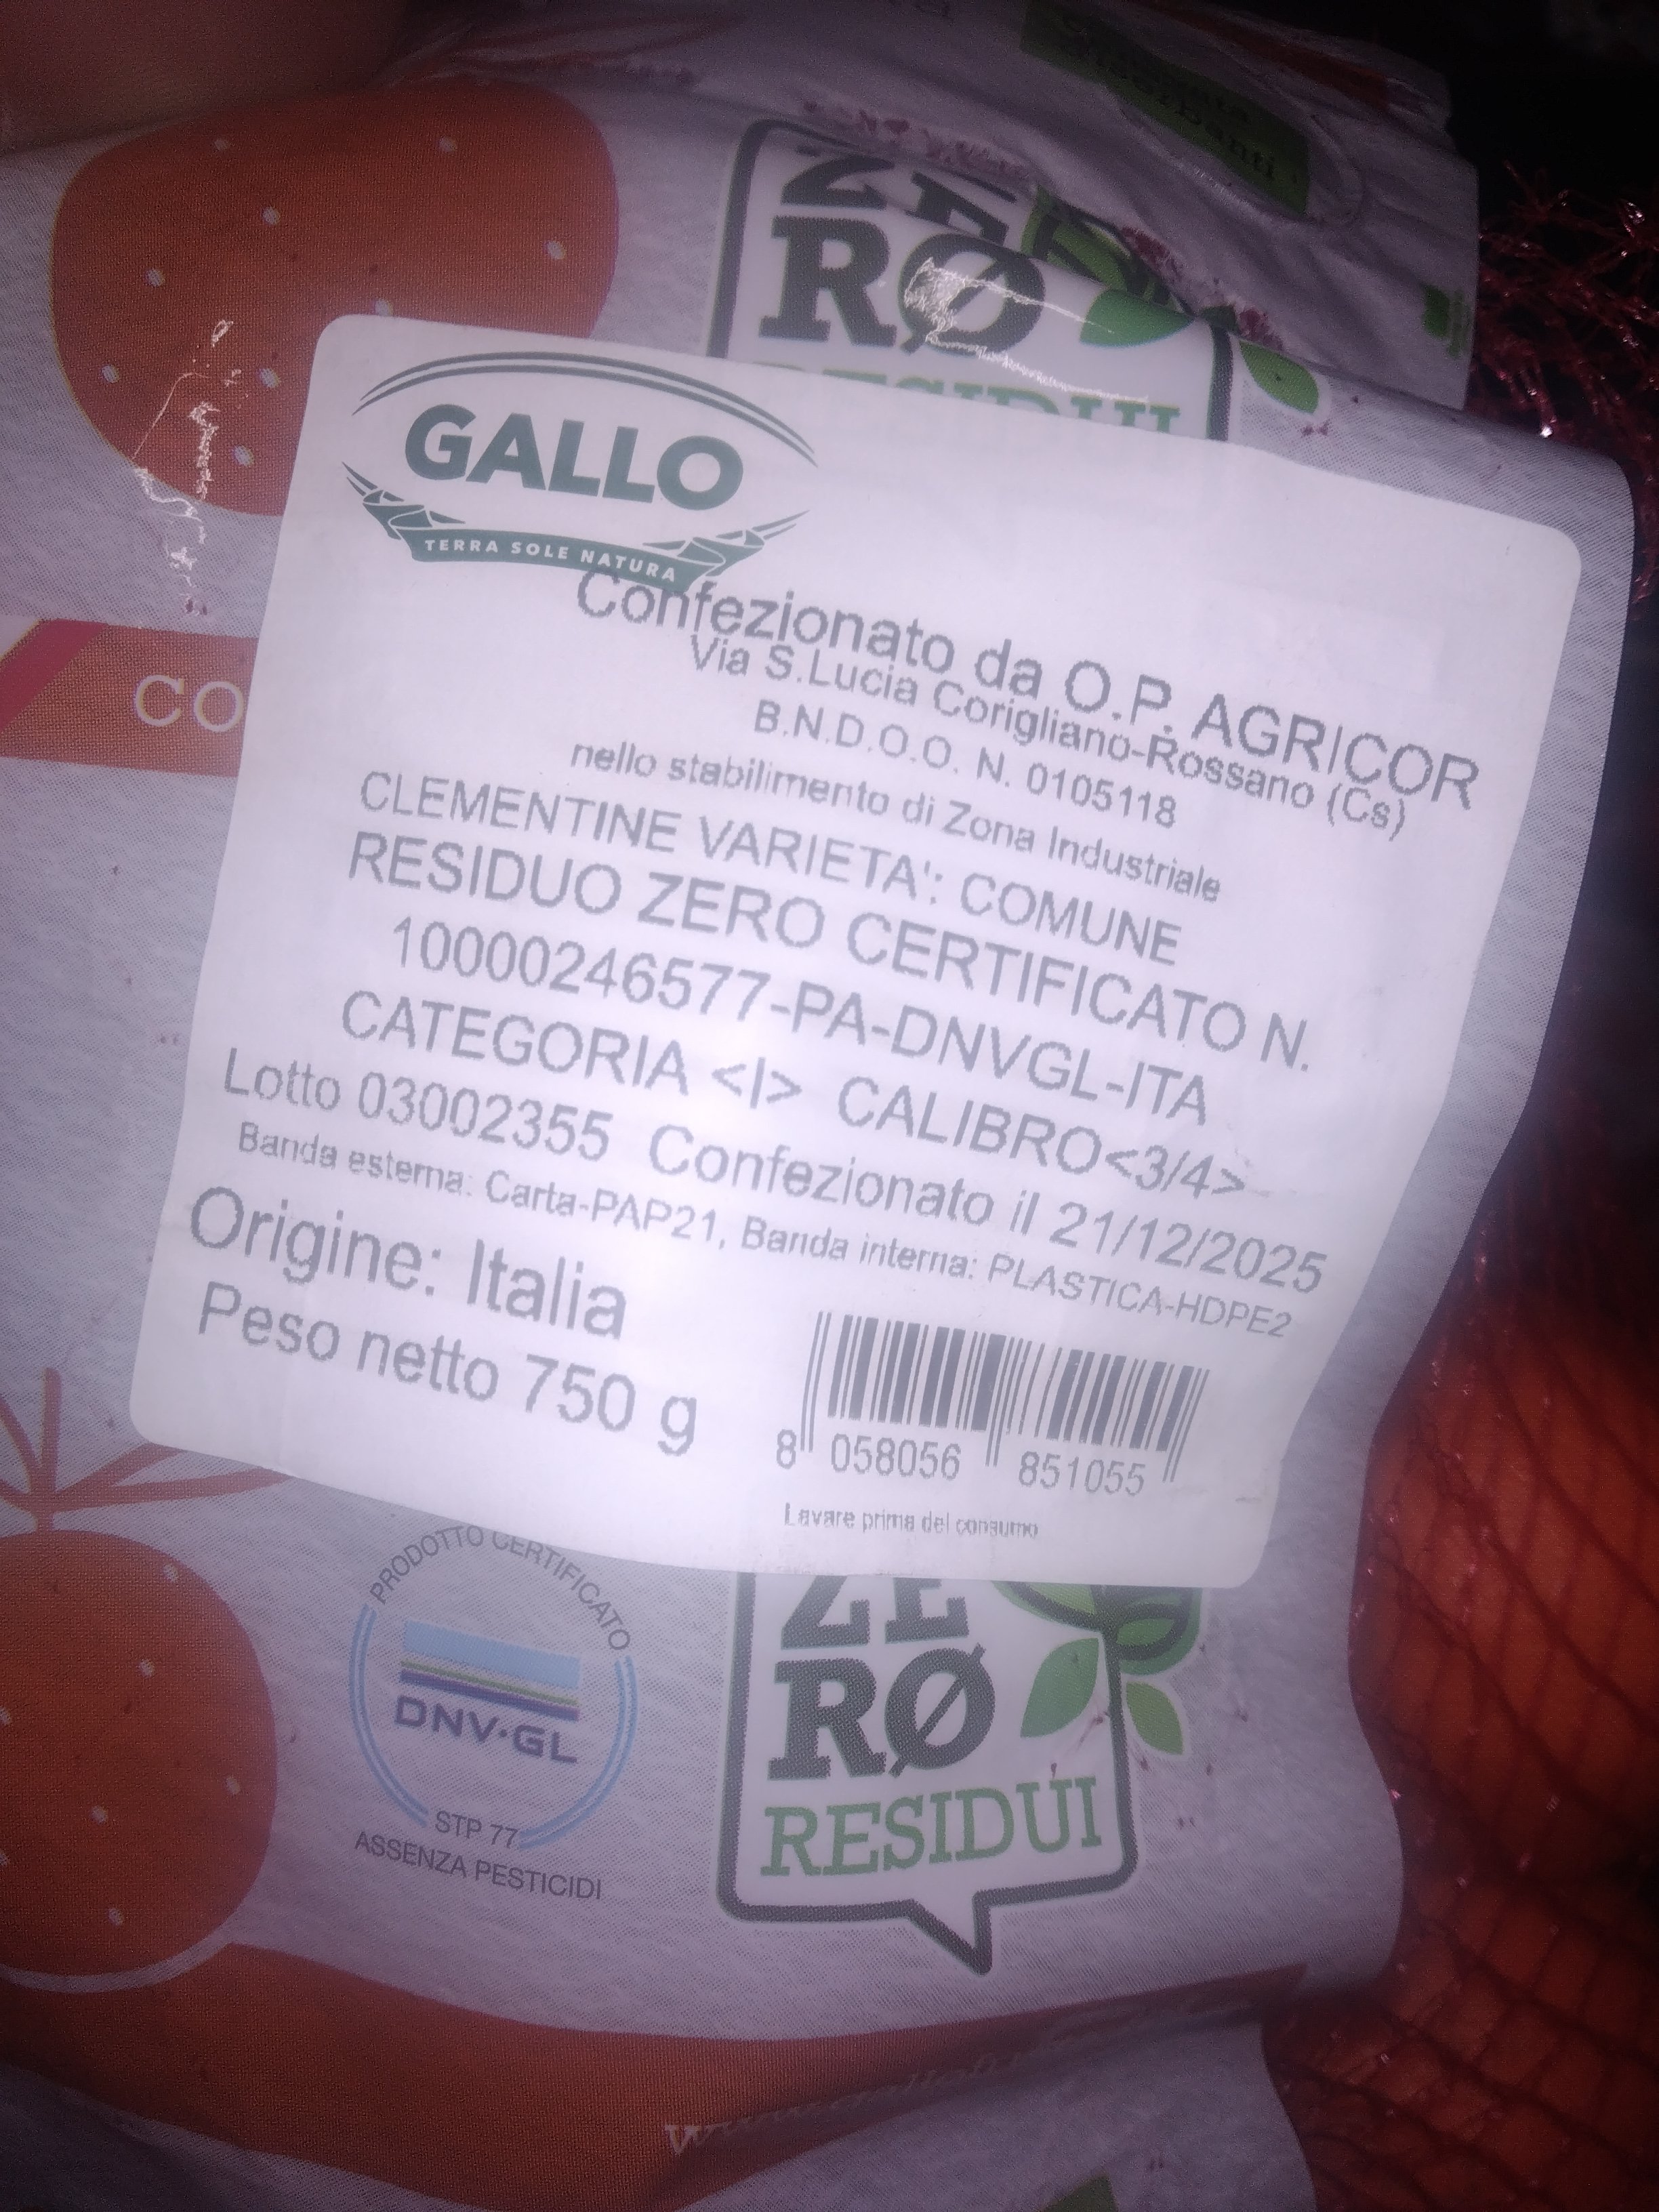 ZE
RØ
RESIDUI
GALLO
TERRA SOLE NATURA
Confezionato da O.P. AGRICOR
Via S.Lucia Corigliano-Rossano (Cs)
B.N.D.O.O. N. 0105118
nello stabilimento di Zona Industriale
CO
CLEMENTINE VARIETA': COMUNE
RESIDUO ZERO CERTIFICATO N.
10000246577-PA-DNVGL-ITA
CATEGORIA <I> CALIBRO<3/4>
Lotto 03002355 Confezionato il 21/12/2025
Banda esterna: Carta-PAP21, Banda interna: PLASTICA-HDPE2
Origine: Italia
Peso netto 750 g
8 058056 851055
Lavare prima del consumo
PRODOTTO CERTIFICATO
DNV·GL
STP 77
ASSENZA PESTICIDI
ZE
RØ
RESIDUI